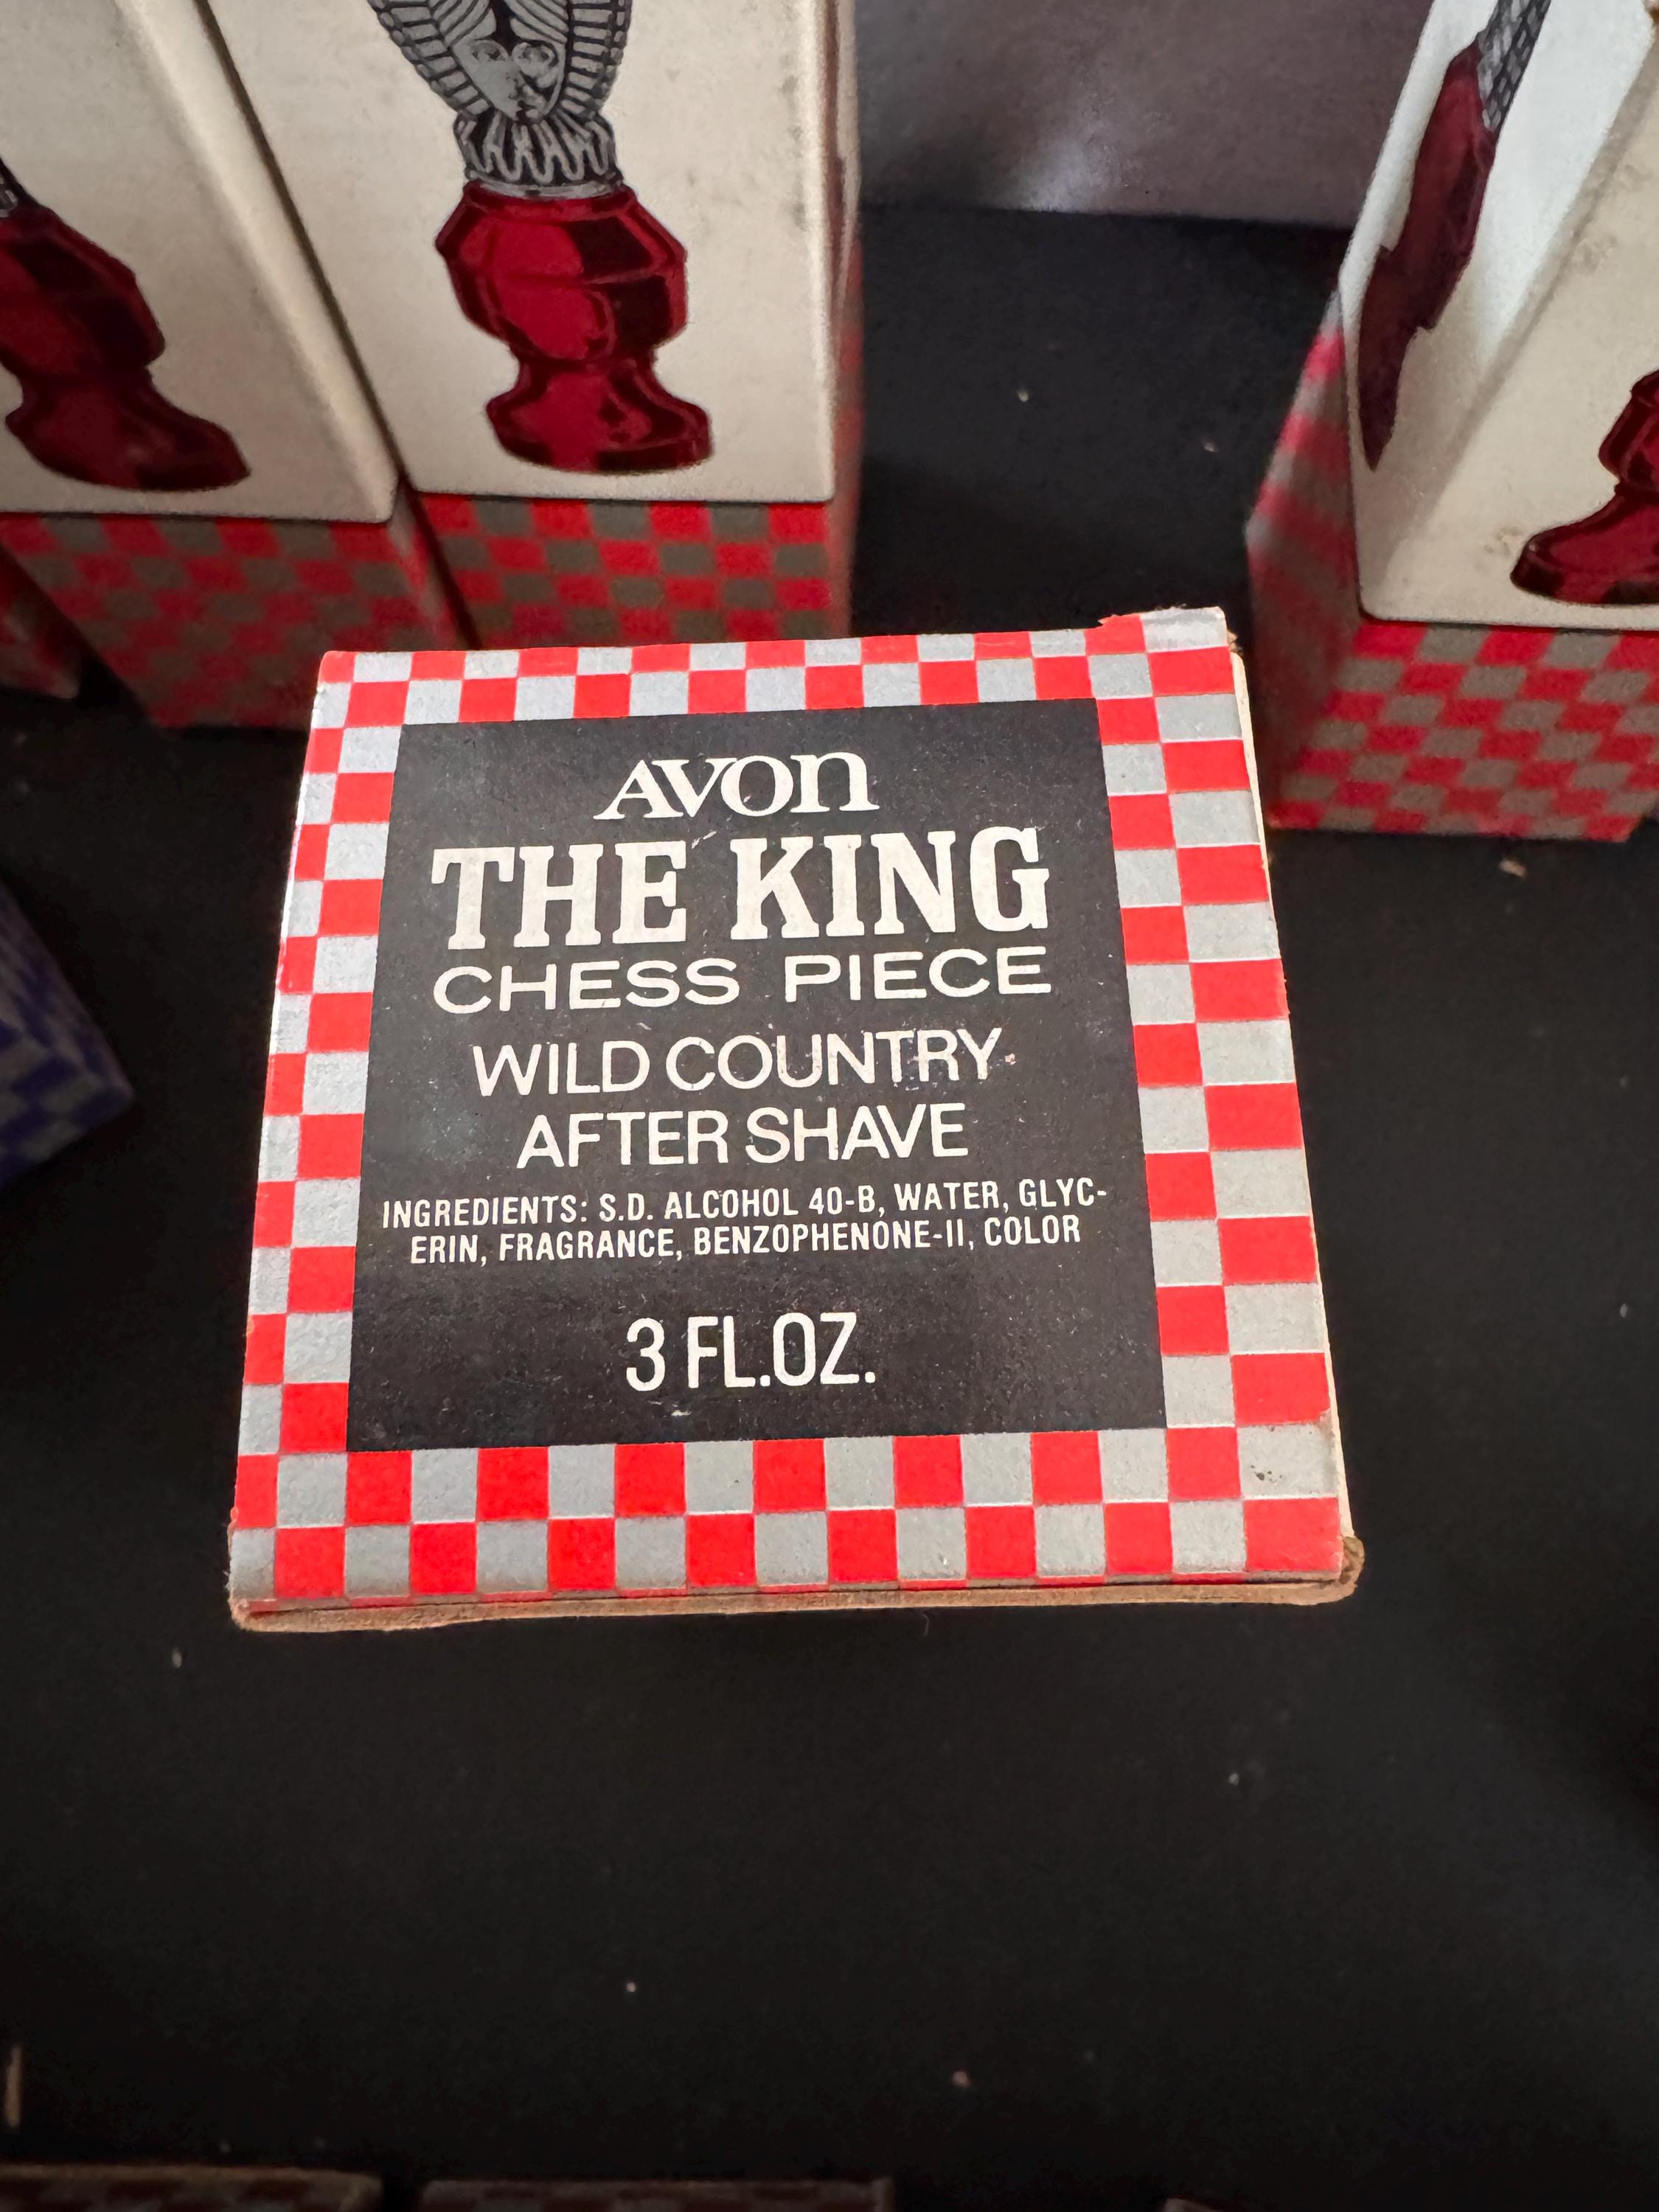 AVON
THE KING
CHESS PIECE
WILD COUNTRY
AFTER SHAVE
INGREDIENTS: S.D. ALCOHOL 40-B, WATER, GLYC-
ERIN, FRAGRANCE, BENZOPHENONE-II, COLOR
3 FL.OZ.